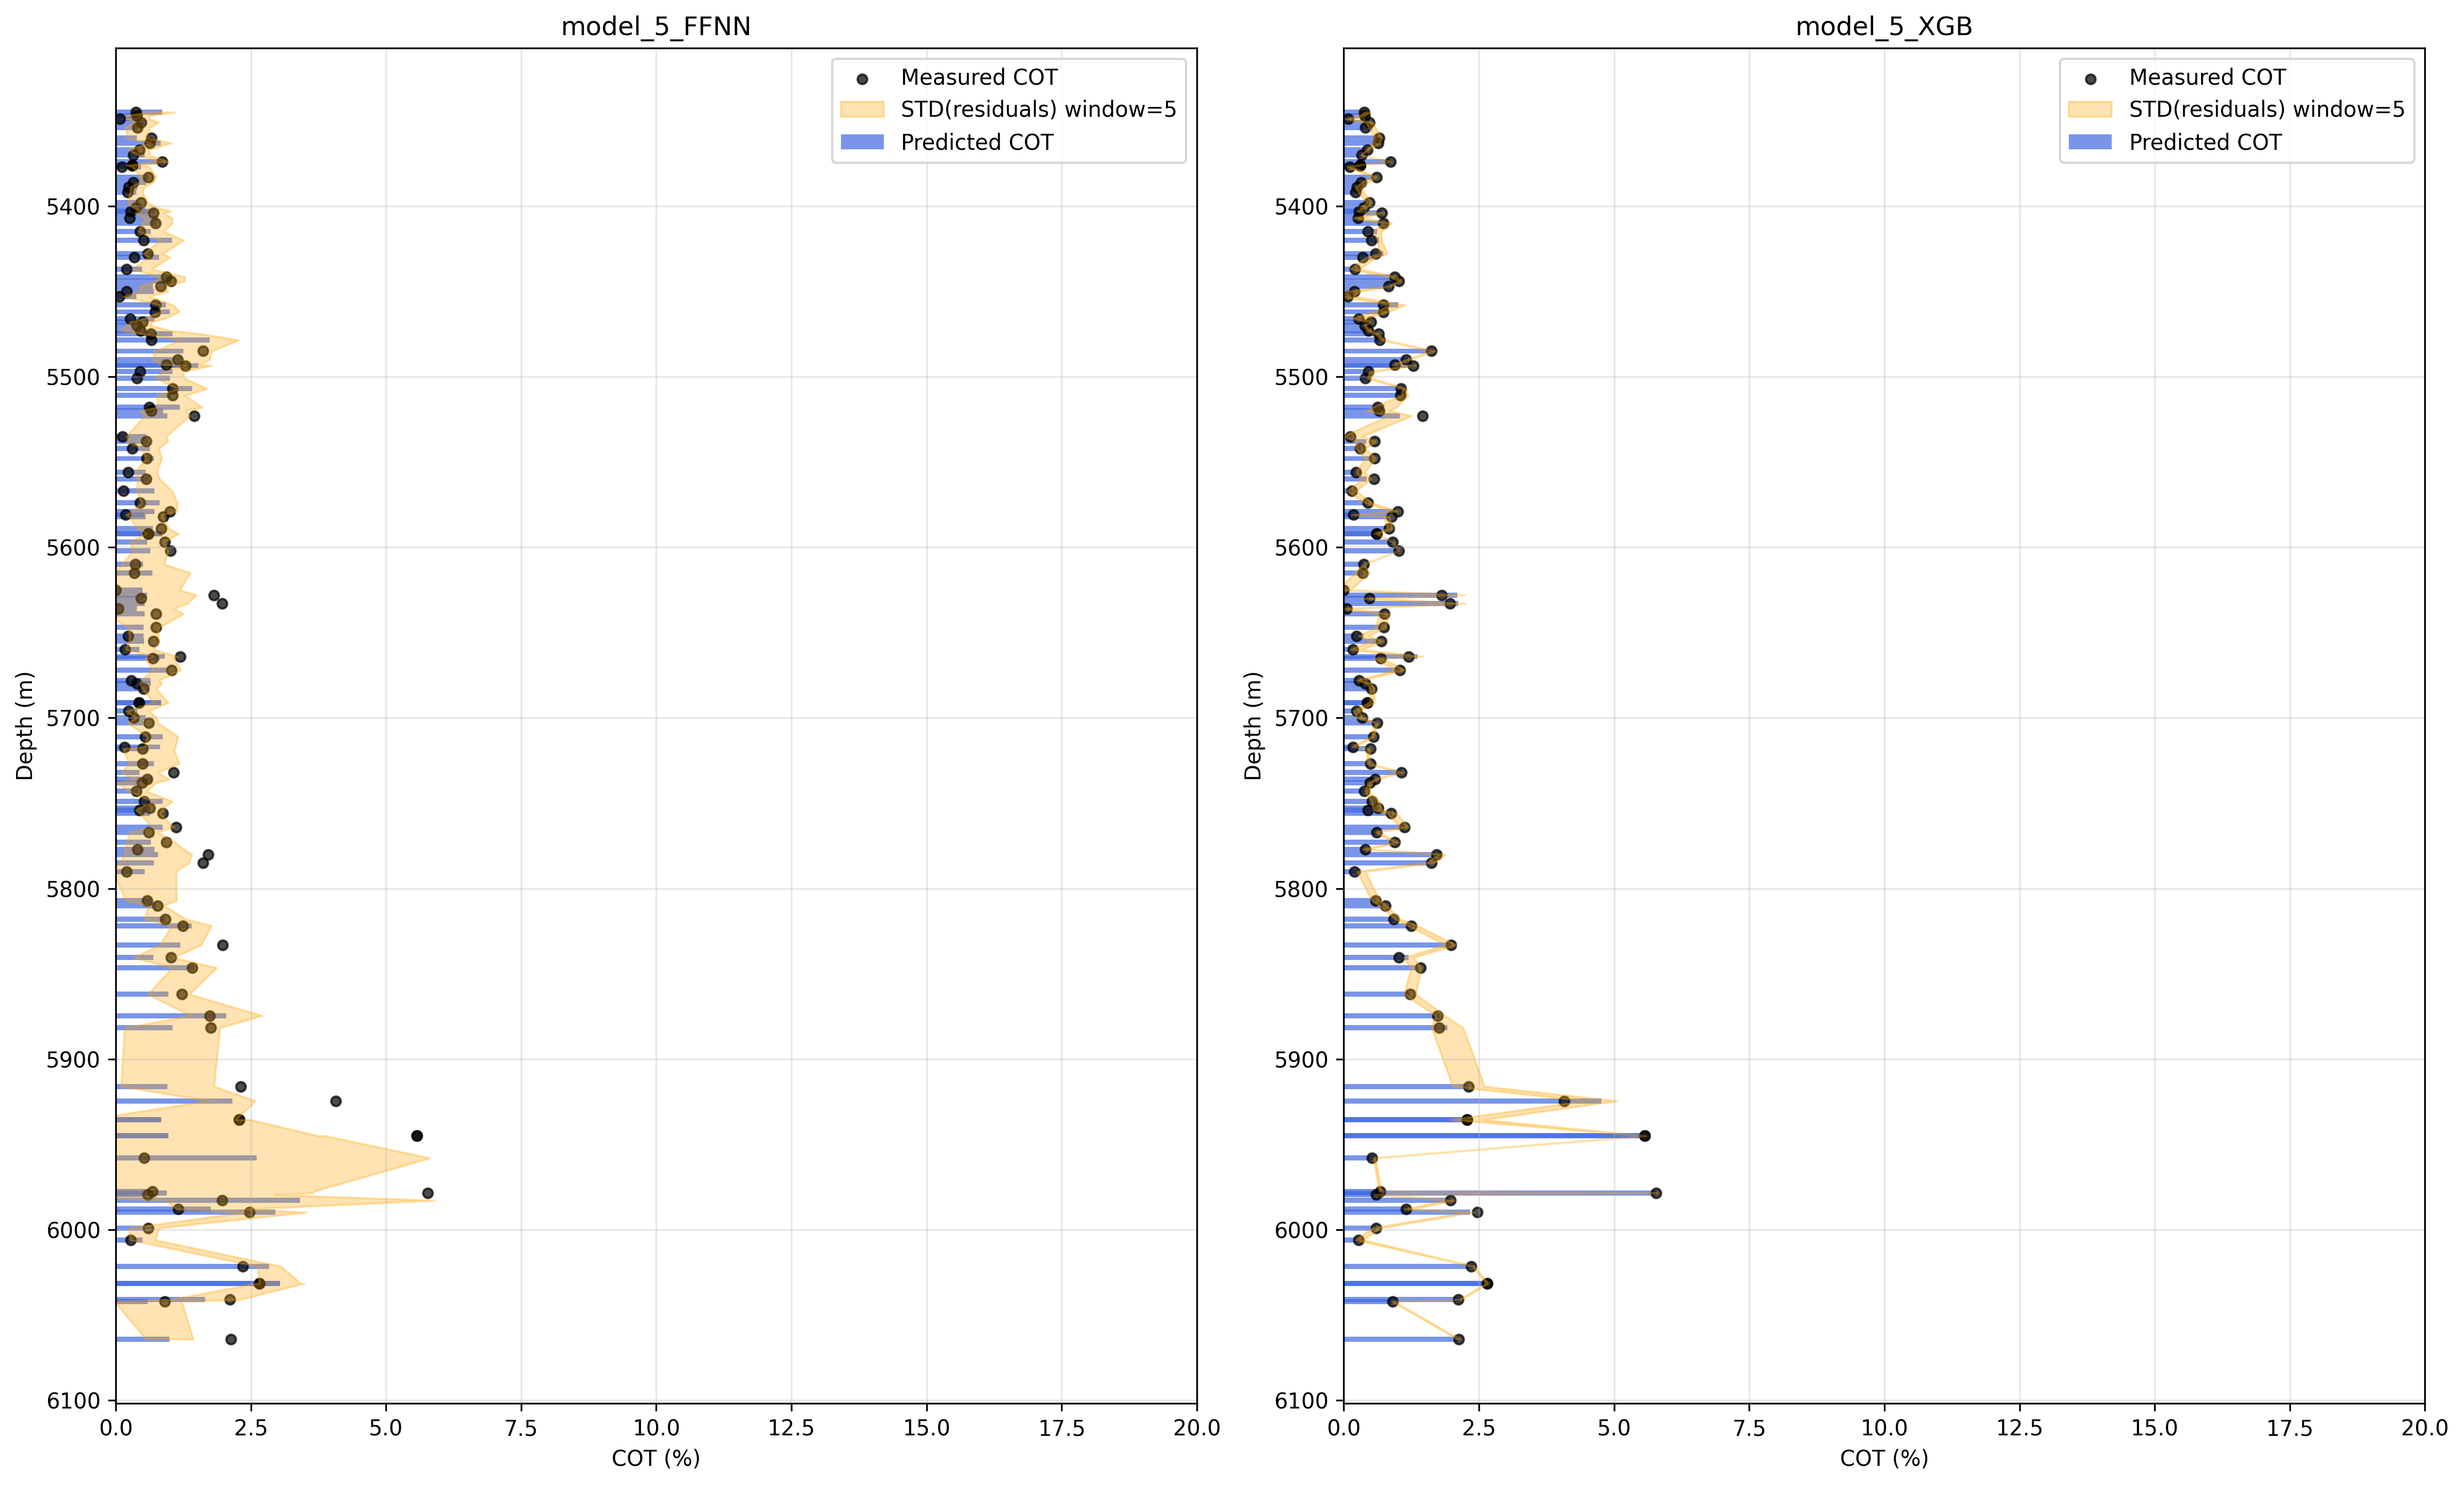 model_5_FFNN
Measured COT
STD(residuals) window=5
Predicted COT
Depth (m)
5400
5500
5600
5700
5800
5900
6000
6100
0.0 2.5 5.0 7.5 10.0 12.5 15.0 17.5 20.0
COT (%)
model_5_XGB
Measured COT
STD(residuals) window=5
Predicted COT
Depth (m)
5400
5500
5600
5700
5800
5900
6000
6100
0.0 2.5 5.0 7.5 10.0 12.5 15.0 17.5 20.0
COT (%)